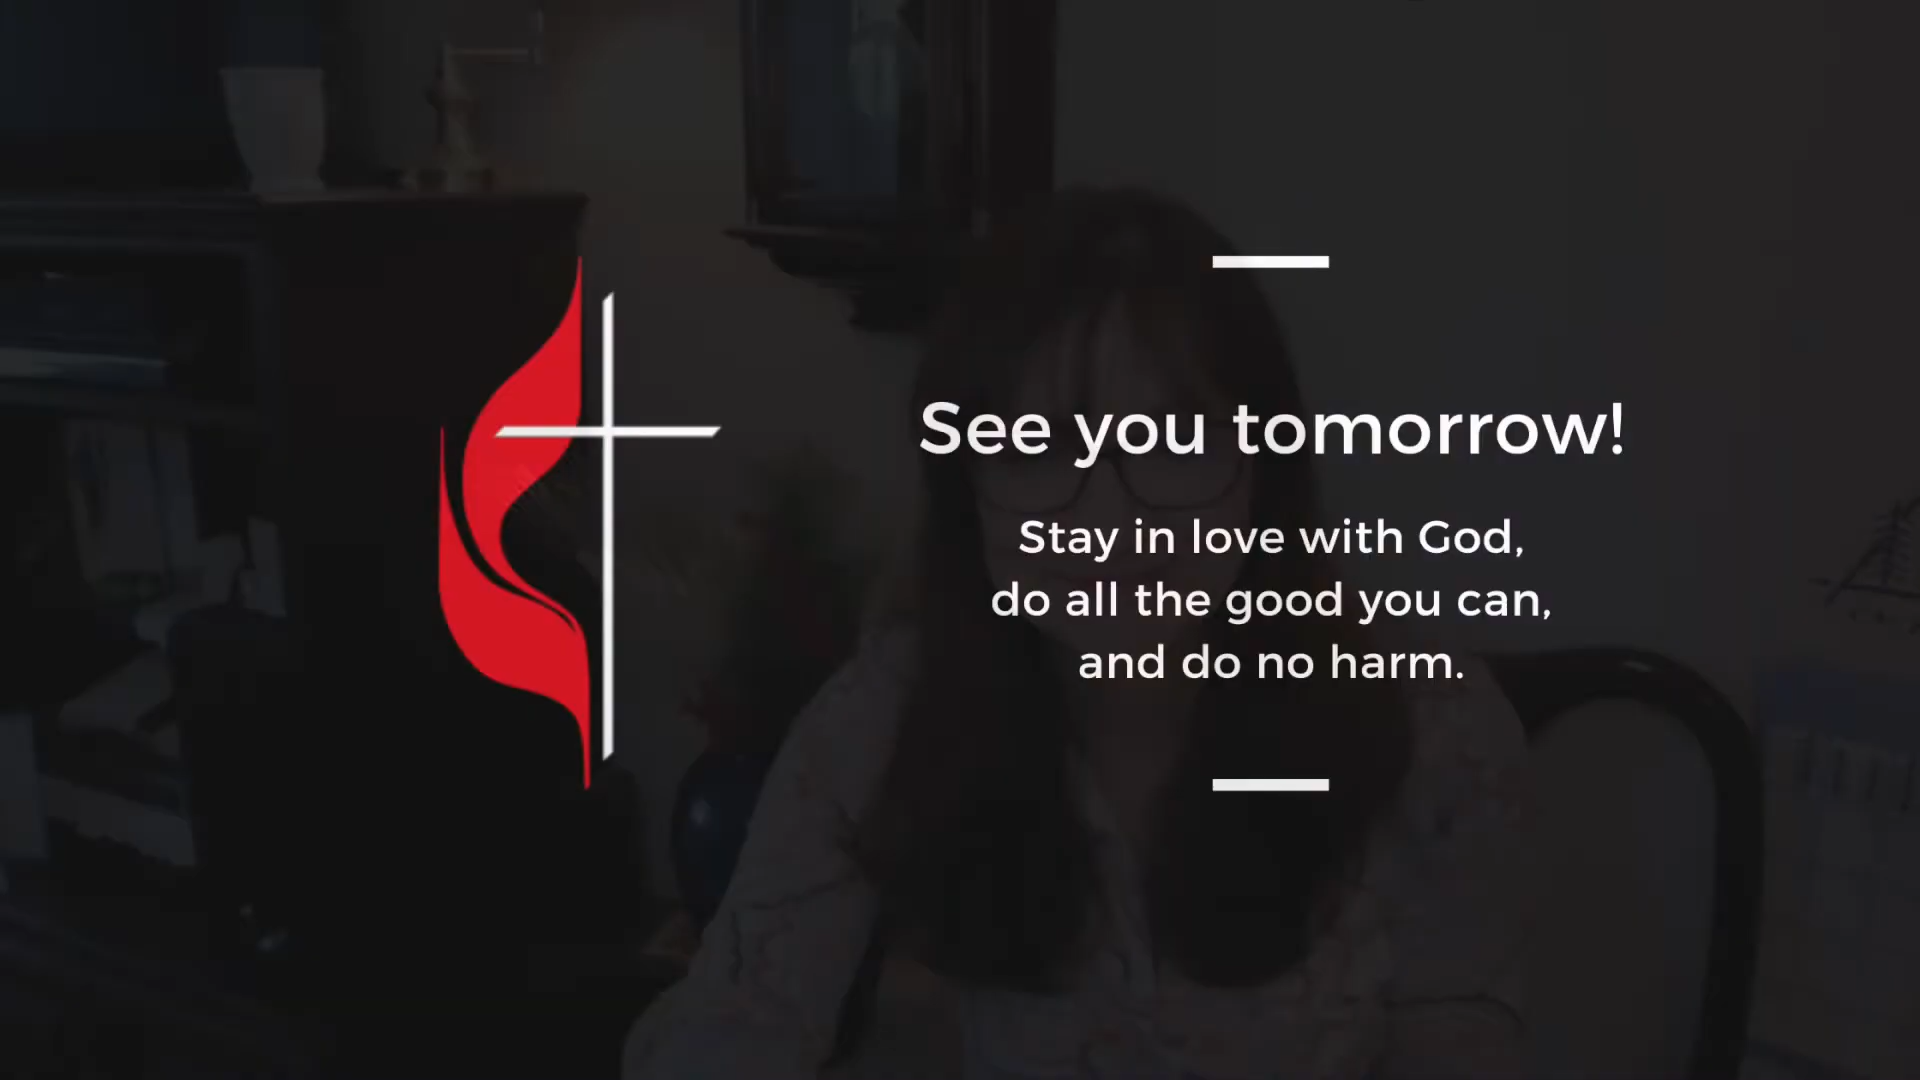 See you tomorrow!
Stay in love with God,
do all the good you can,
and do no harm.